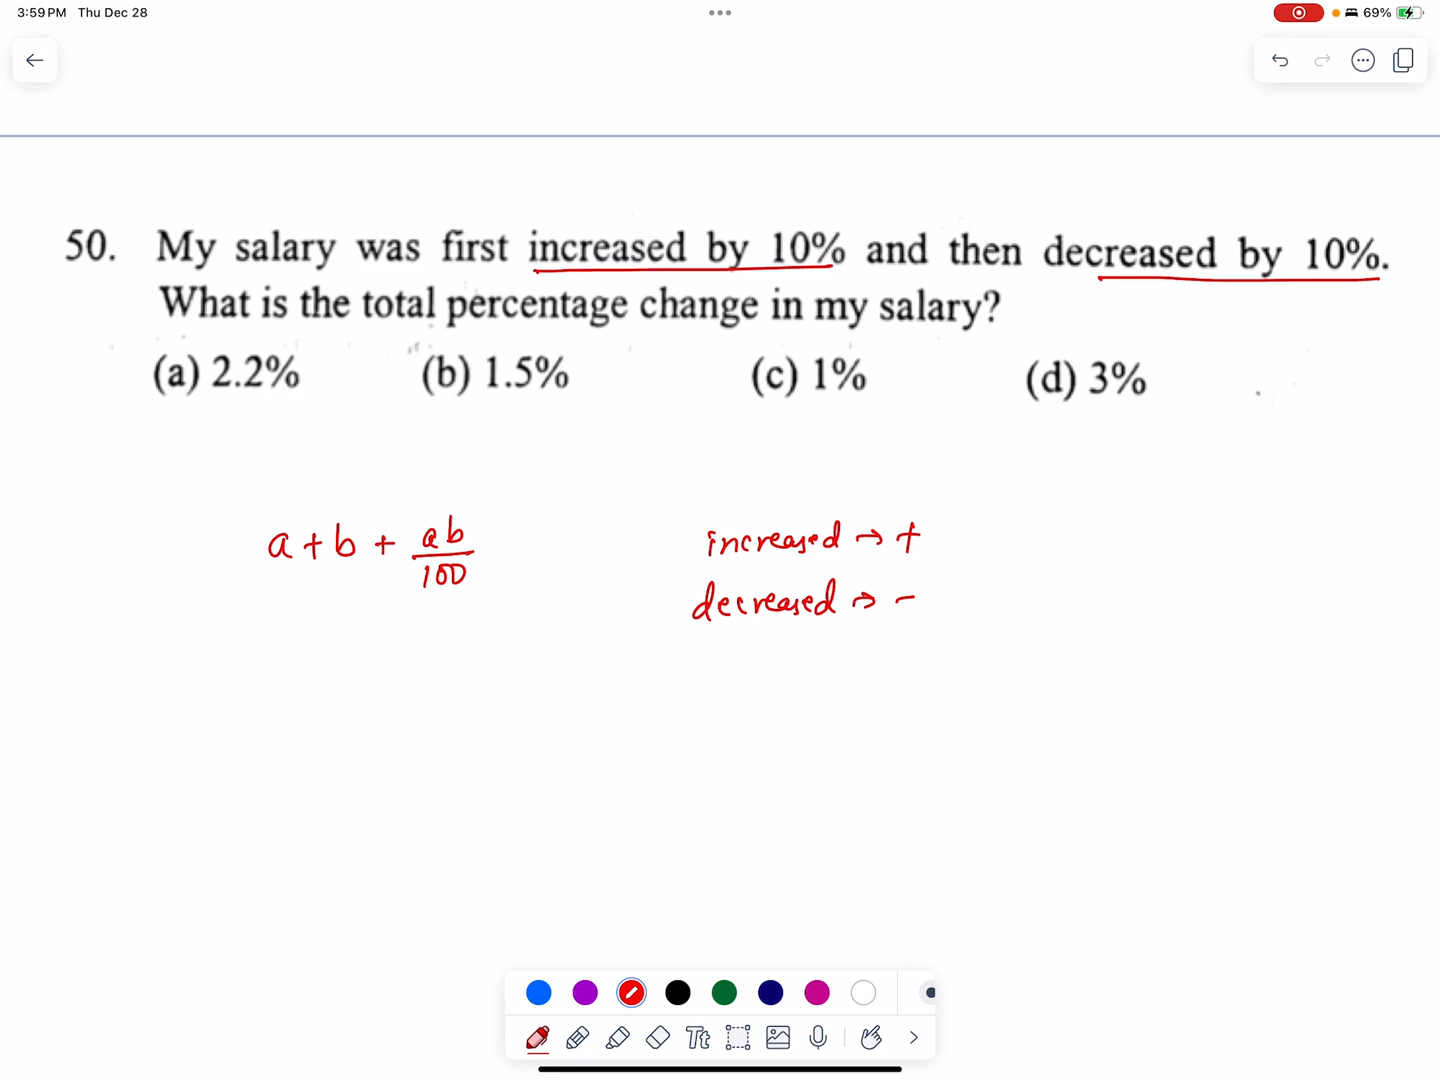 3:59 PM Thu Dec 28
69%
50. My salary was first increased by 10% and then decreased by 10%.
What is the total percentage change in my salary?
(a) 2.2% (b) 1.5% (c) 1% (d) 3%
a + b + ab/100
increased → +
decreased → -
Tt